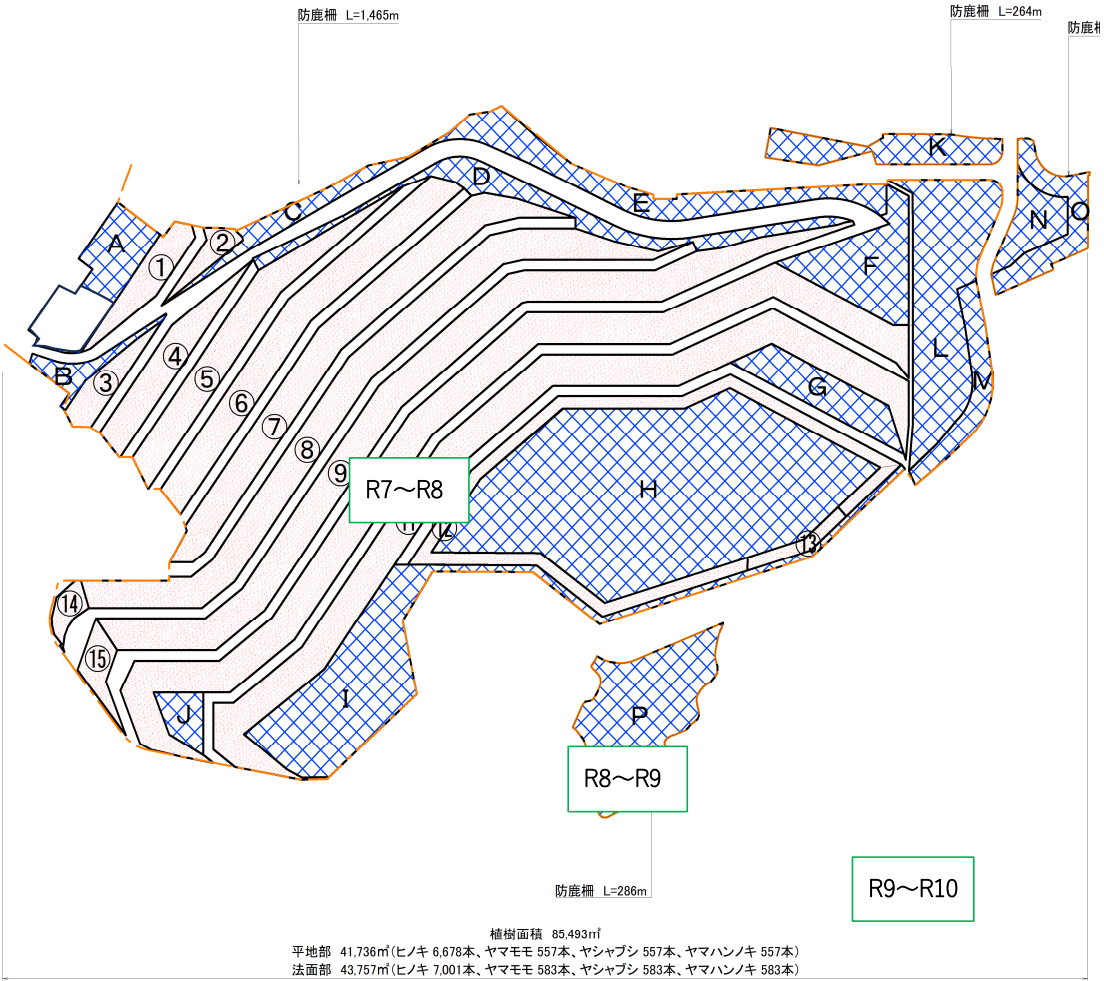 防鹿柵 L=1,465m
防鹿柵 L=264m
防鹿柵
K
C
D
E
A
②
①
N
O
F
L
B
③
④
⑤
⑥
⑦
⑧
⑨
G
M
R7～R8
H
⑪
⑫
⑬
⑭
⑮
I
J
P
R8～R9
R9～R10
防鹿柵 L=286m
植樹面積 85,493㎡
平地部 41,736㎡(ヒノキ 6,678本、ヤマモモ 557本、ヤシャブシ 557本、ヤマハンノキ 557本)
法面部 43,757㎡(ヒノキ 7,001本、ヤマモモ 583本、ヤシャブシ 583本、ヤマハンノキ 583本)